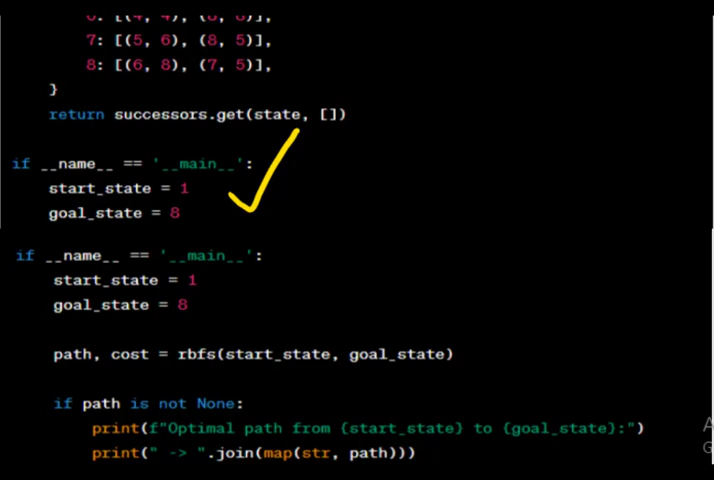 7: [(5, 6), (8, 5)],
8: [(6, 8), (7, 5)],
}
return successors.get(state, [])
if __name__ == '__main__':
start_state = 1
goal_state = 8
if __name__ == '__main__':
start_state = 1
goal_state = 8
path, cost = rbfs(start_state, goal_state)
if path is not None:
print(f"Optimal path from {start_state} to {goal_state}:")
print(" -> ".join(map(str, path)))